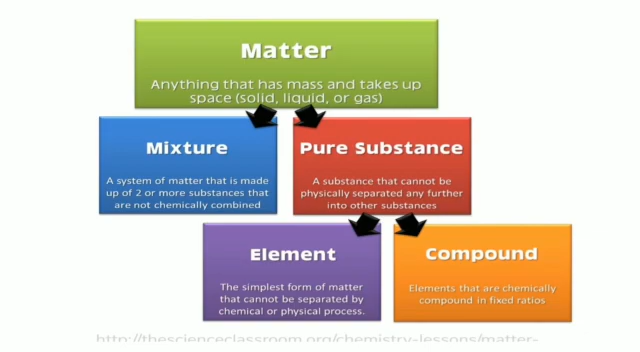 Matter
Anything that has mass and takes up
space (solid, liquid, or gas)
Mixture
A system of matter that is made
up of 2 or more substances that
are not chemically combined
Pure Substance
A substance that cannot be
physically separated any further
into other substances
Element
The simplest form of matter
that cannot be separated by
chemical or physical process.
Compound
Elements that are chemically
compound in fixed ratios
http://thescienceclassroom.org/chemistry-lessons/matter-